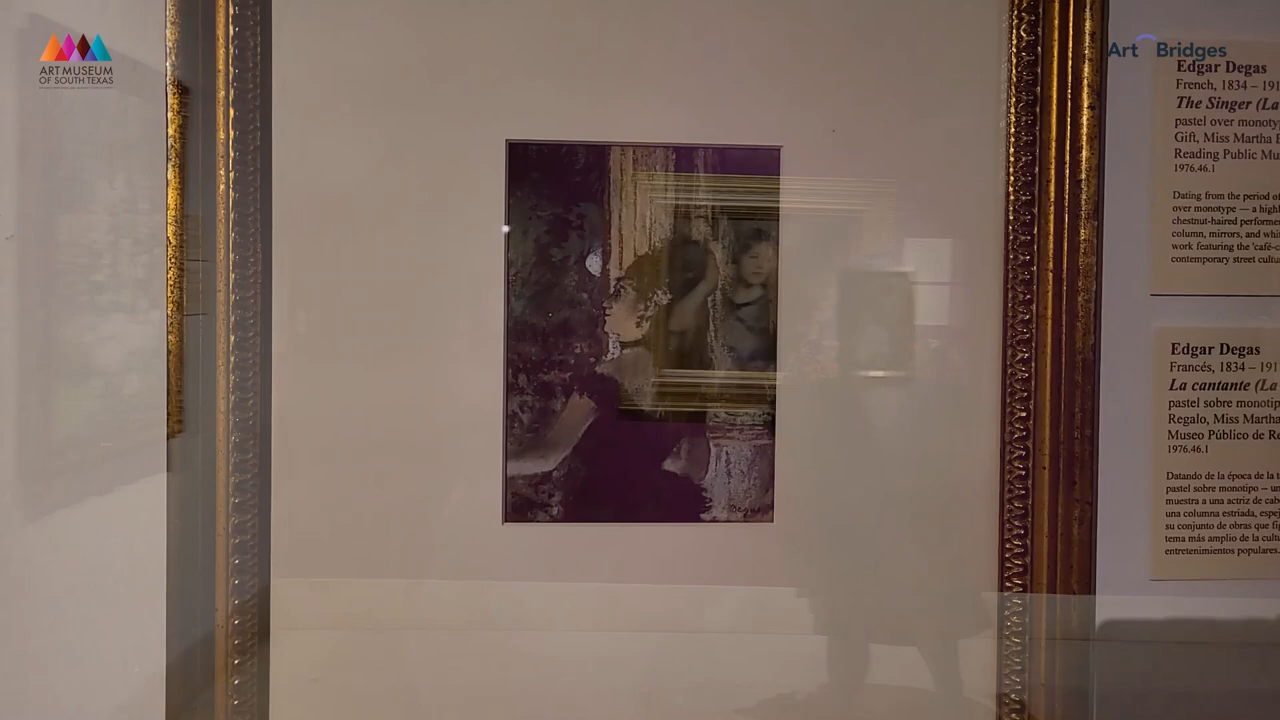 ART MUSEUM
OF SOUTH TEXAS
Art Bridges
Edgar Degas
French, 1834 – 191
The Singer (La
pastel over monoty
Gift, Miss Martha
Reading Public Mu
1976.46.1
Dating from the period of
over monotype — a high
chestnut-haired performe
column, mirrors, and whi
work featuring the 'café-c
contemporary street cultu
Edgar Degas
Francés, 1834 – 191
La cantante (La
pastel sobre monotip
Regalo, Miss Martha
Museo Público de Re
1976.46.1
Datando de la época de la t
pastel sobre monotipo – un
muestra a una actriz de cab
una columna estriada, espej
su conjunto de obras que fig
tema más amplio de la cultu
entretenimientos populares.
Degas